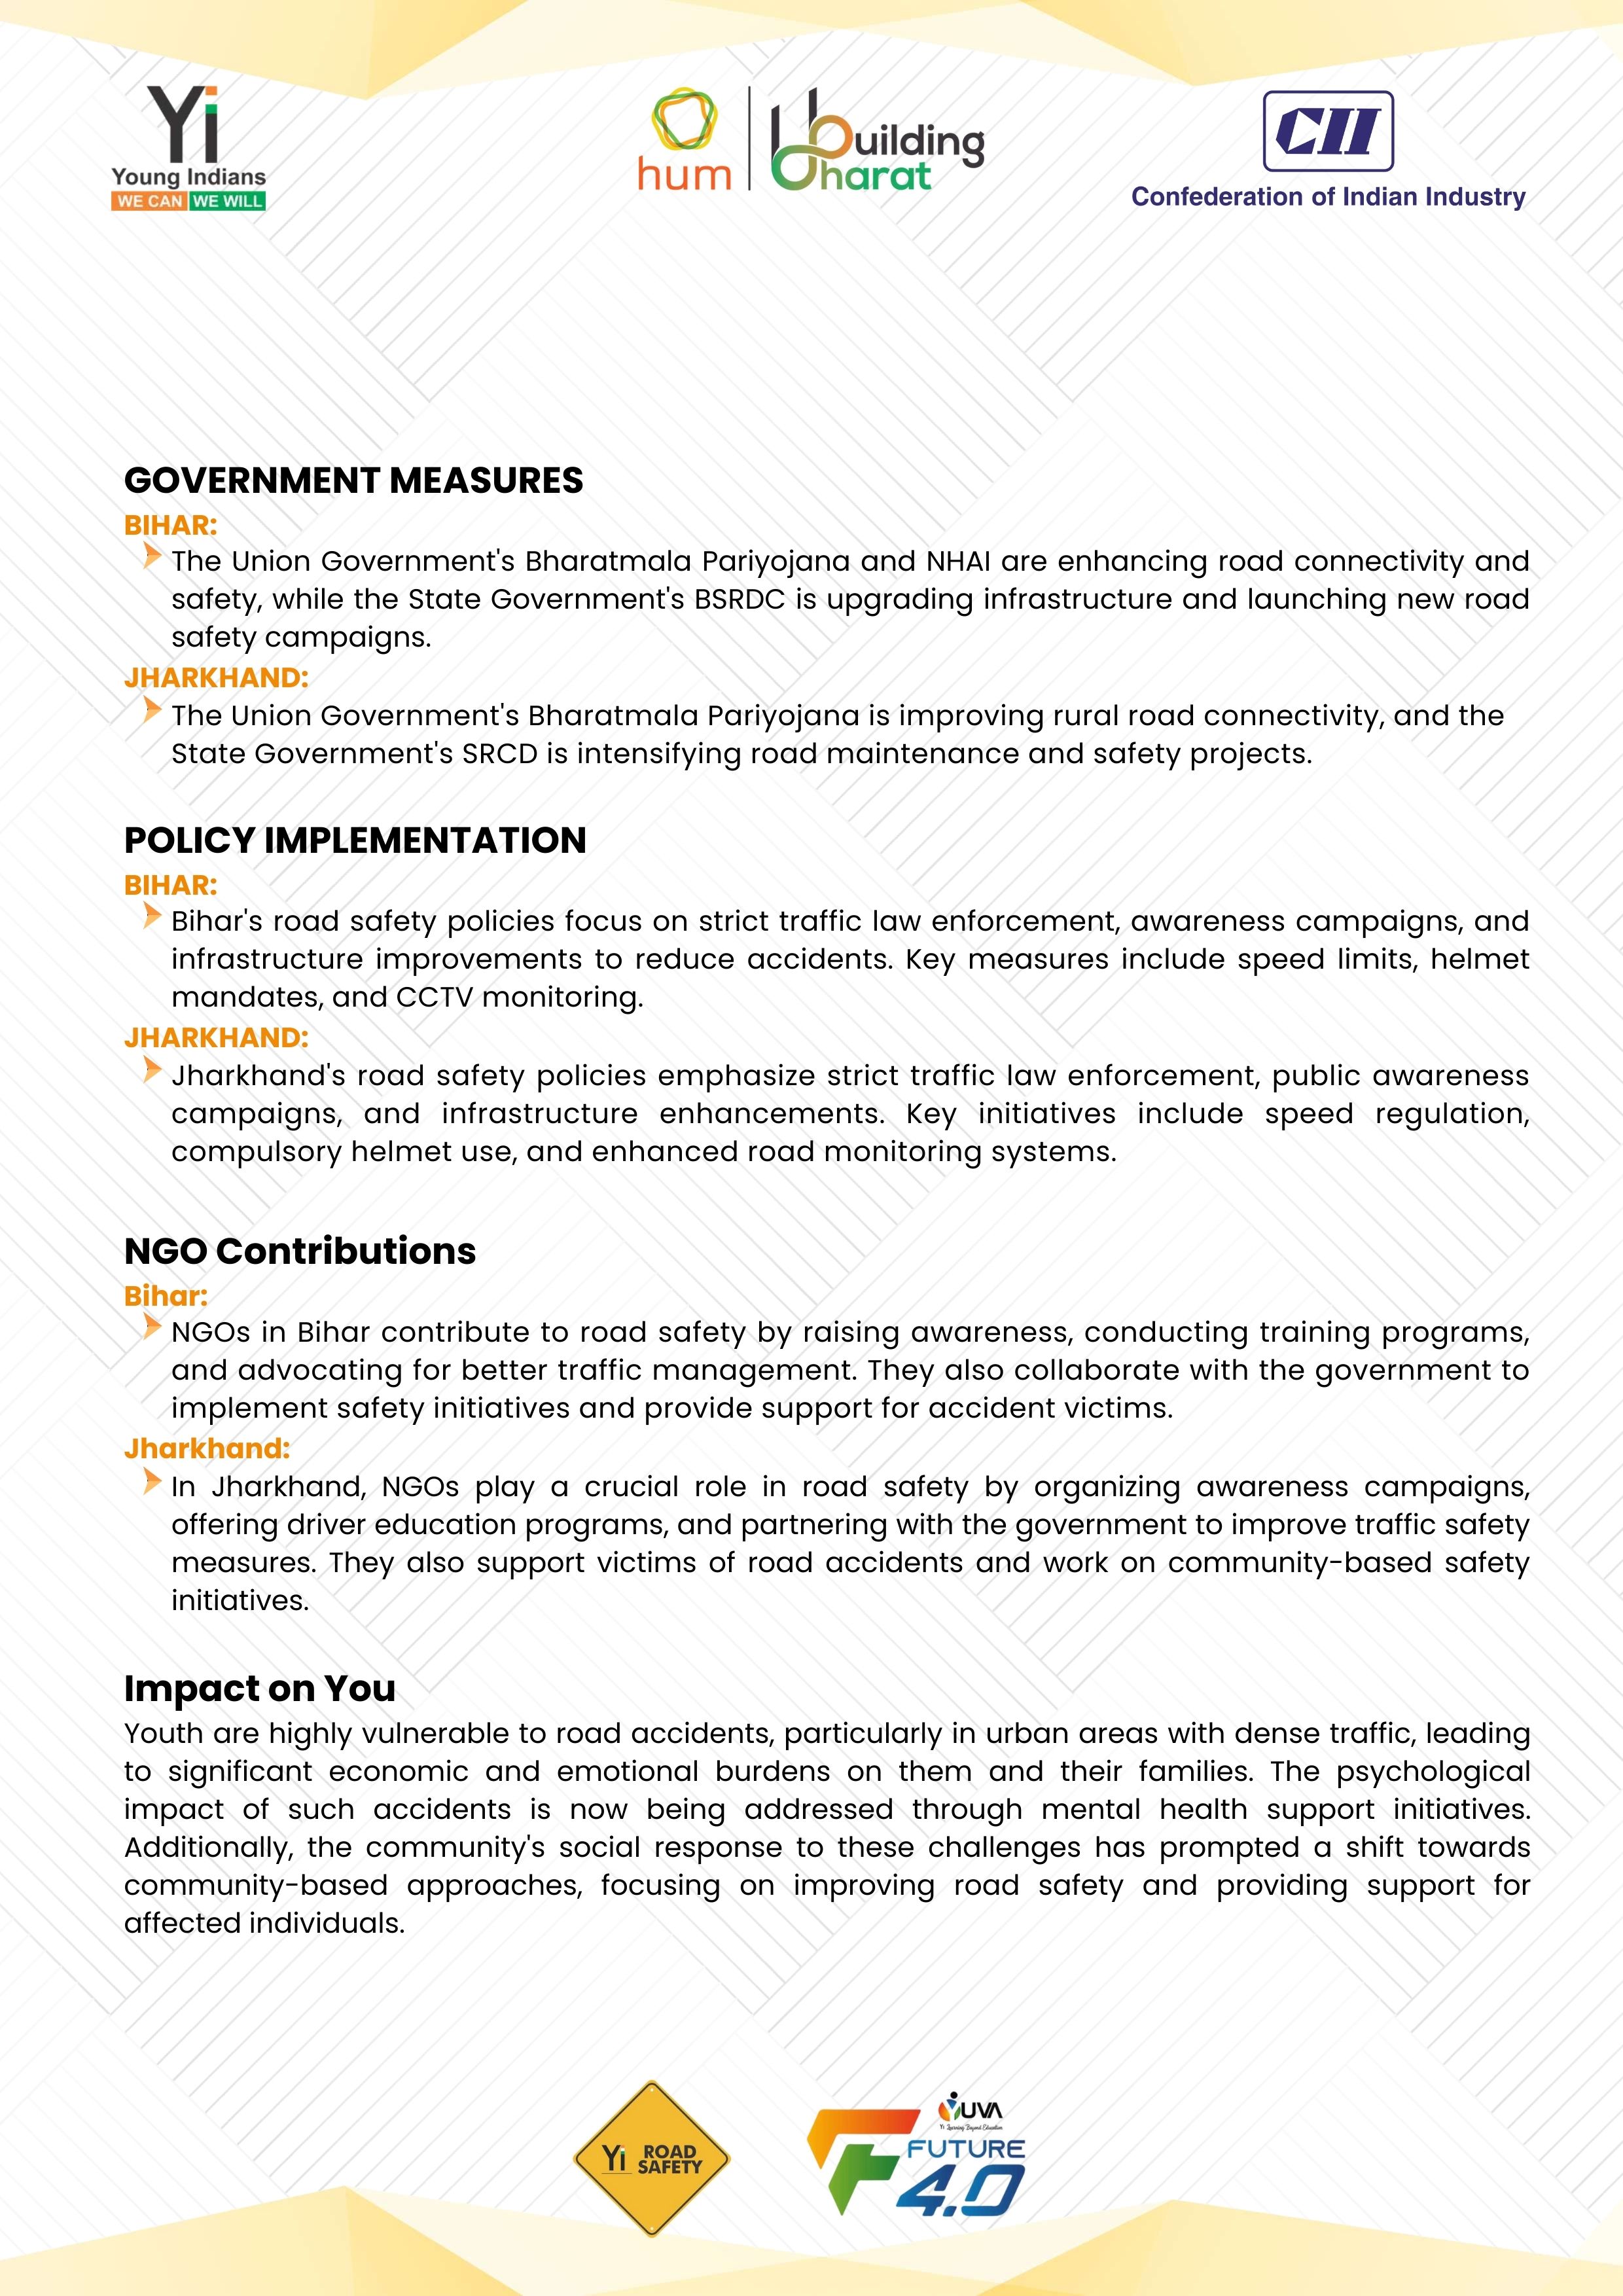 Yi
Young Indians
WE CAN WE WILL
hum
building
bharat
CII
Confederation of Indian Industry
GOVERNMENT MEASURES
BIHAR:
The Union Government's Bharatmala Pariyojana and NHAI are enhancing road connectivity and
safety, while the State Government's BSRDC is upgrading infrastructure and launching new road
safety campaigns.
JHARKHAND:
The Union Government's Bharatmala Pariyojana is improving rural road connectivity, and the
State Government's SRCD is intensifying road maintenance and safety projects.
POLICY IMPLEMENTATION
BIHAR:
Bihar's road safety policies focus on strict traffic law enforcement, awareness campaigns, and
infrastructure improvements to reduce accidents. Key measures include speed limits, helmet
mandates, and CCTV monitoring.
JHARKHAND:
Jharkhand's road safety policies emphasize strict traffic law enforcement, public awareness
campaigns, and infrastructure enhancements. Key initiatives include speed regulation,
compulsory helmet use, and enhanced road monitoring systems.
NGO Contributions
Bihar:
NGOs in Bihar contribute to road safety by raising awareness, conducting training programs,
and advocating for better traffic management. They also collaborate with the government to
implement safety initiatives and provide support for accident victims.
Jharkhand:
In Jharkhand, NGOs play a crucial role in road safety by organizing awareness campaigns,
offering driver education programs, and partnering with the government to improve traffic safety
measures. They also support victims of road accidents and work on community-based safety
initiatives.
Impact on You
Youth are highly vulnerable to road accidents, particularly in urban areas with dense traffic, leading
to significant economic and emotional burdens on them and their families. The psychological
impact of such accidents is now being addressed through mental health support initiatives.
Additionally, the community's social response to these challenges has prompted a shift towards
community-based approaches, focusing on improving road safety and providing support for
affected individuals.
Yi ROAD
SAFETY
YUVA
Yi Learning Beyond Education
FUTURE
4.0